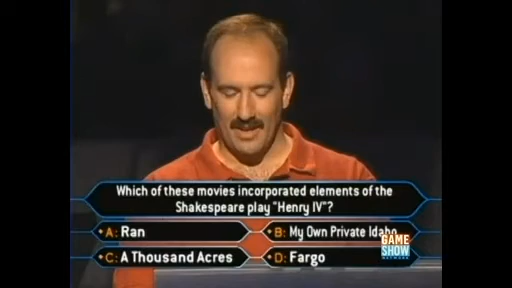 Which of these movies incorporated elements of the
Shakespeare play "Henry IV"?
A: Ran
B: My Own Private Idaho
C: A Thousand Acres
D: Fargo
GAME
SHOW
NETWORK